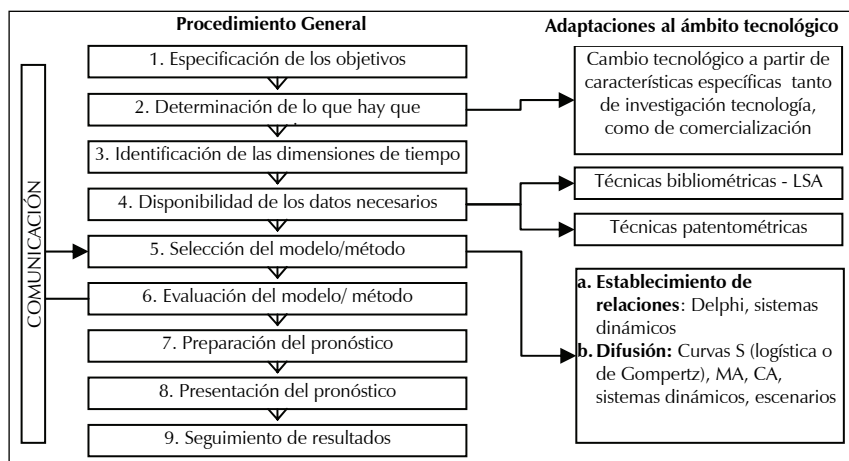 Procedimiento General
1. Especificación de los objetivos
2. Determinación de lo que hay que
3. Identificación de las dimensiones de tiempo
4. Disponibilidad de los datos necesarios
5. Selección del modelo/método
6. Evaluación del modelo/ método
7. Preparación del pronóstico
8. Presentación del pronóstico
9. Seguimiento de resultados
COMUNICACIÓN
Adaptaciones al ámbito tecnológico
Cambio tecnológico a partir de
características específicas tanto
de investigación tecnología,
como de comercialización
Técnicas bibliométricas - LSA
Técnicas patentométricas
a. Establecimiento de
relaciones: Delphi, sistemas
dinámicos
b. Difusión: Curvas S (logística o
de Gompertz), MA, CA,
sistemas dinámicos, escenarios